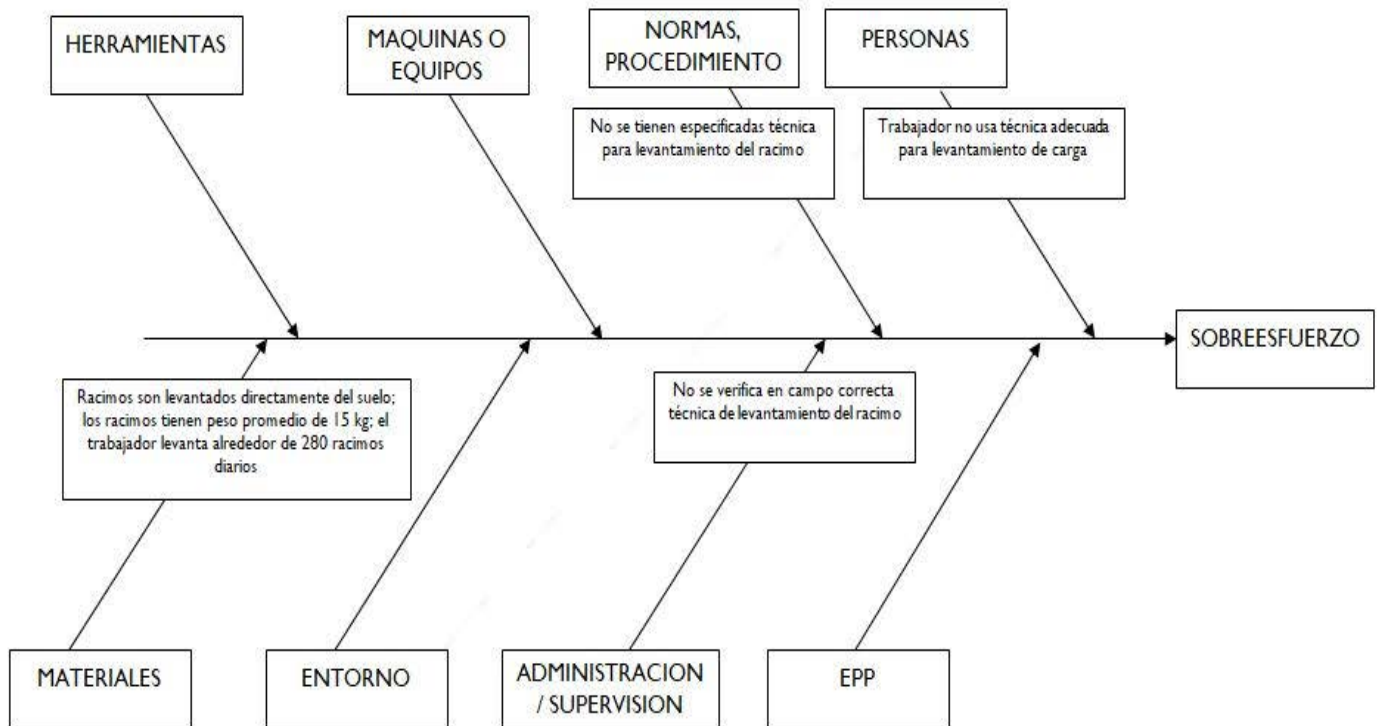 HERRAMIENTAS
MAQUINAS O
EQUIPOS
NORMAS,
PROCEDIMIENTO
PERSONAS
No se tienen especificadas técnica
para levantamiento del racimo
Trabajador no usa técnica adecuada
para levantamiento de carga
SOBREESFUERZO
Racimos son levantados directamente del suelo;
los racimos tienen peso promedio de 15 kg; el
trabajador levanta alrededor de 280 racimos
diarios
No se verifica en campo correcta
técnica de levantamiento del racimo
MATERIALES
ENTORNO
ADMINISTRACION
/ SUPERVISION
EPP